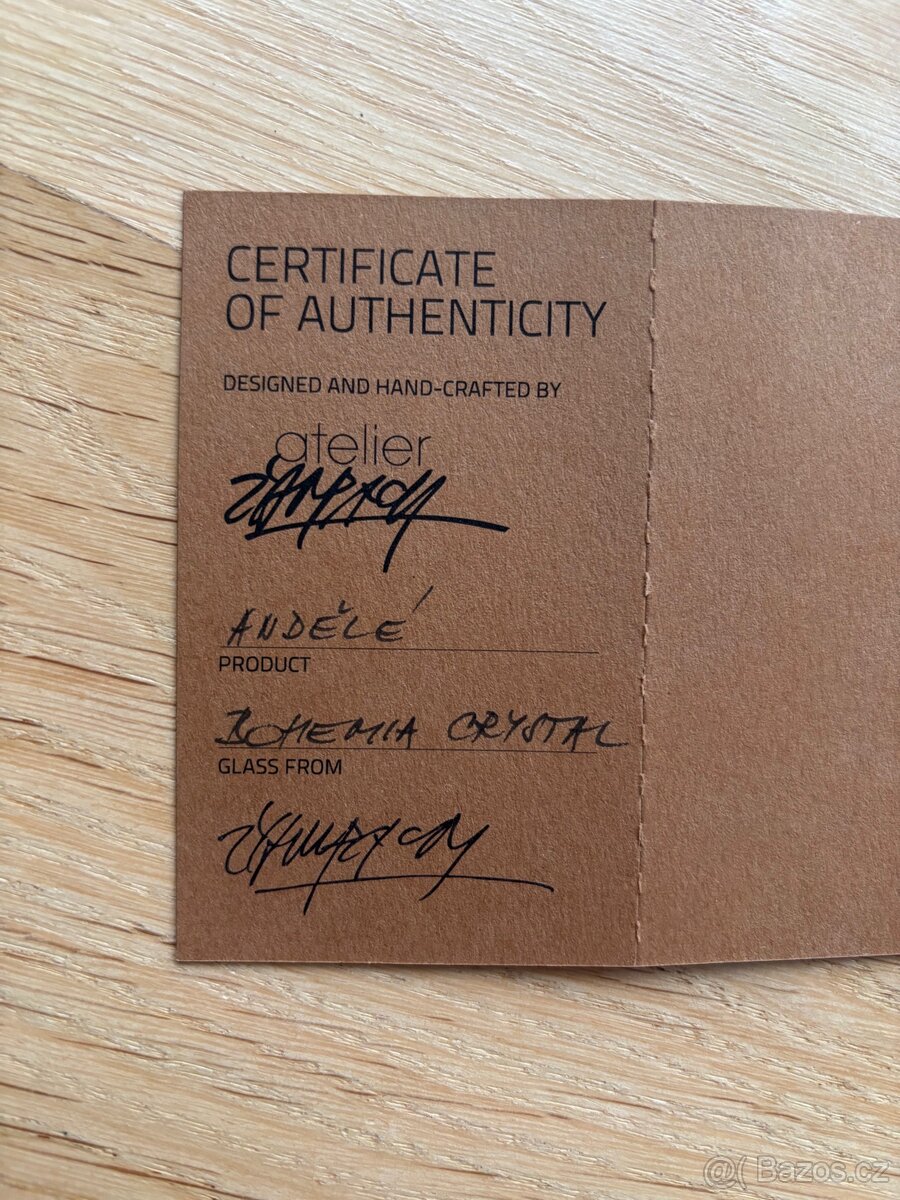 CERTIFICATE
OF AUTHENTICITY
DESIGNED AND HAND-CRAFTED BY
atelier
ANDĚLÉ
PRODUCT
BOHEMIA CRYSTAL
GLASS FROM
@( Bazos.cz